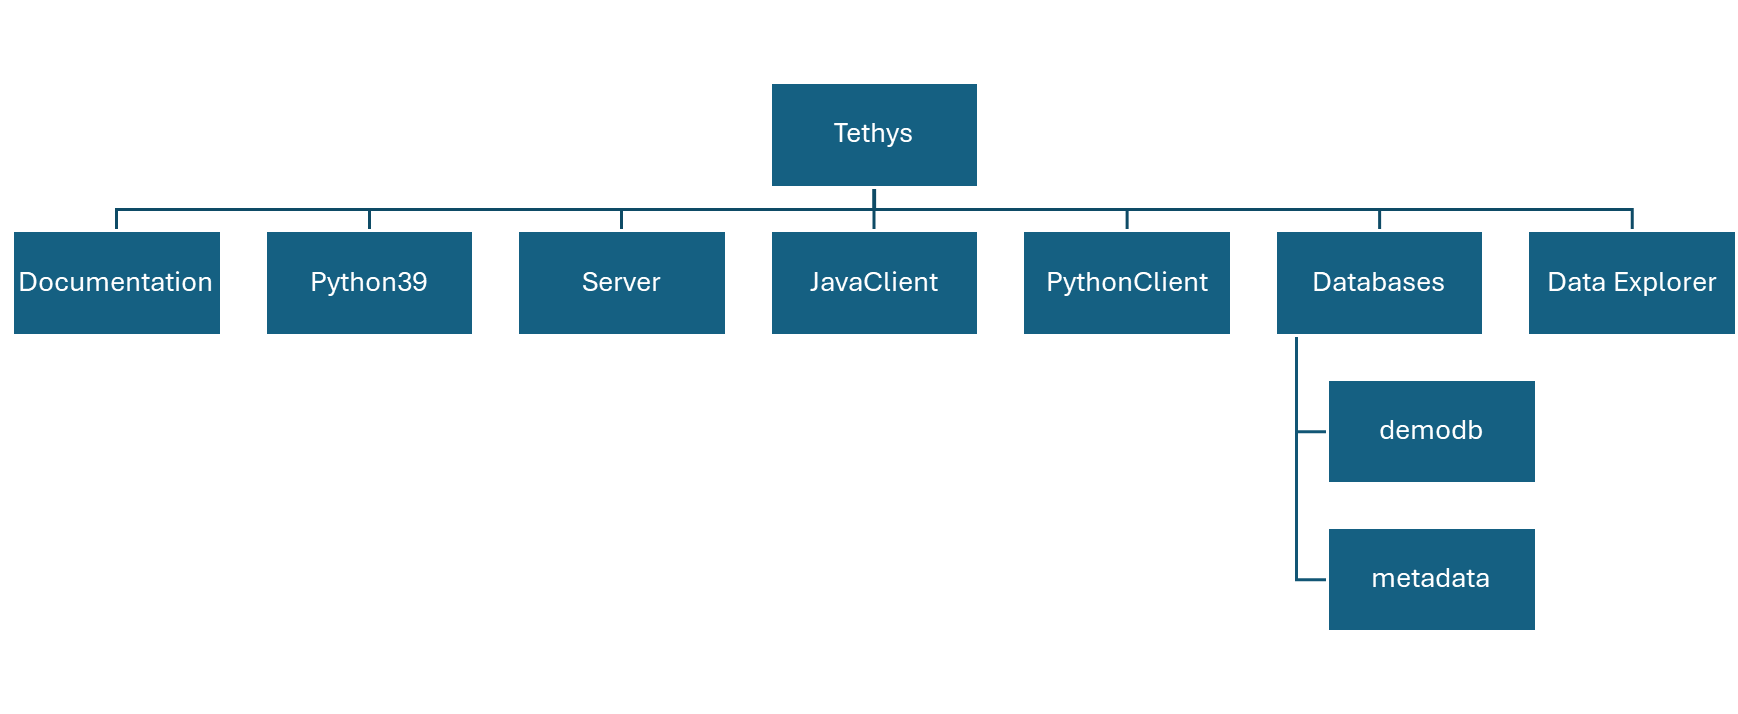 Tethys
Documentation
Python39
Server
JavaClient
PythonClient
Databases
Data Explorer
demodb
metadata